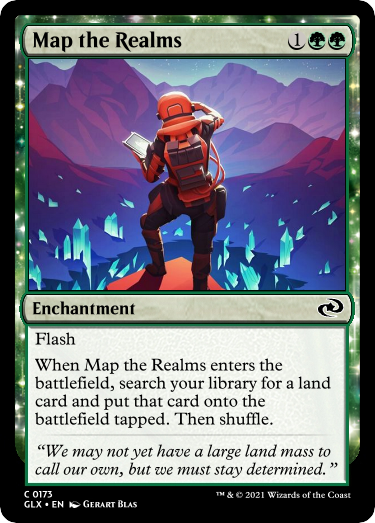 Map the Realms 1
Enchantment
Flash
When Map the Realms enters the
battlefield, search your library for a land
card and put that card onto the
battlefield tapped. Then shuffle.
“We may not yet have a large land mass to
call our own, but we must stay determined.”
C 0173
GLX • EN Gerart Blas
™ & © 2021 Wizards of the Coast